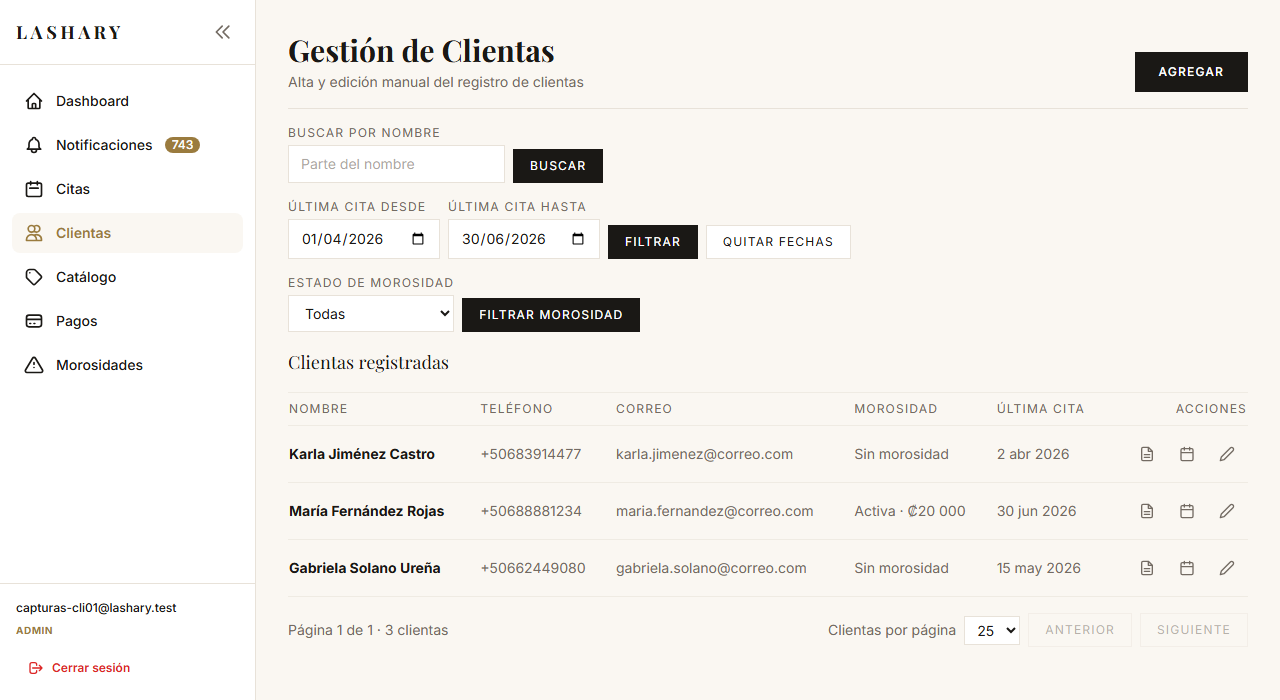 LASHARY
Dashboard
Notificaciones 743
Citas
Clientas
Catálogo
Pagos
Morosidades
capturas-cli01@lashary.test
ADMIN
Cerrar sesión
Gestión de Clientas
Alta y edición manual del registro de clientas
AGREGAR
BUSCAR POR NOMBRE
Parte del nombre BUSCAR
ÚLTIMA CITA DESDE ÚLTIMA CITA HASTA
01/04/2026 30/06/2026 FILTRAR QUITAR FECHAS
ESTADO DE MOROSIDAD
Todas FILTRAR MOROSIDAD
Clientas registradas
NOMBRE TELÉFONO CORREO MOROSIDAD ÚLTIMA CITA ACCIONES
Karla Jiménez Castro +50683914477 karla.jimenez@correo.com Sin morosidad 2 abr 2026
María Fernández Rojas +50688881234 maria.fernandez@correo.com Activa · ₡20 000 30 jun 2026
Gabriela Solano Ureña +50662449080 gabriela.solano@correo.com Sin morosidad 15 may 2026
Página 1 de 1 · 3 clientas Clientas por página 25 ANTERIOR SIGUIENTE